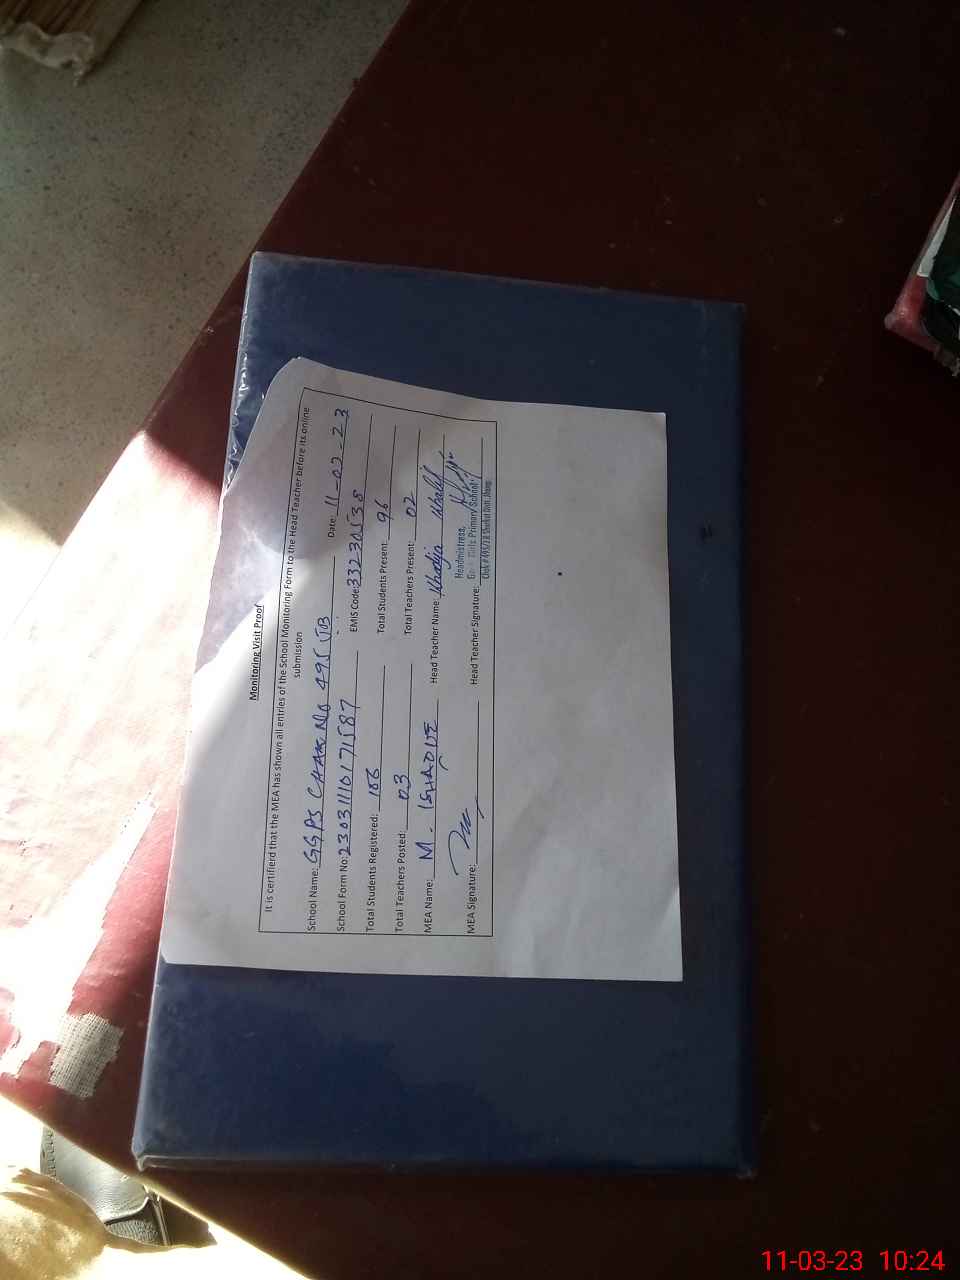 Monitoring Visit Proof
It is certifierd that the MEA has shown all entries of the School Monitoring Form to the Head Teacher before its online
submission
School Name: GGPS CHAK No 495 JB Date: 11-03-23
School Form No: 23031110171587 EMIS Code: 33230538
Total Students Registered: 106 Total Students Present: 96
Total Teachers Posted: 03 Total Teachers Present: 02
MEA Name: M. Head Teacher Name: Khadija Khalid
Headmistress,
Girls Primary School
MEA Signature: Head Teacher Signature: Chak #
11-03-23 10:24